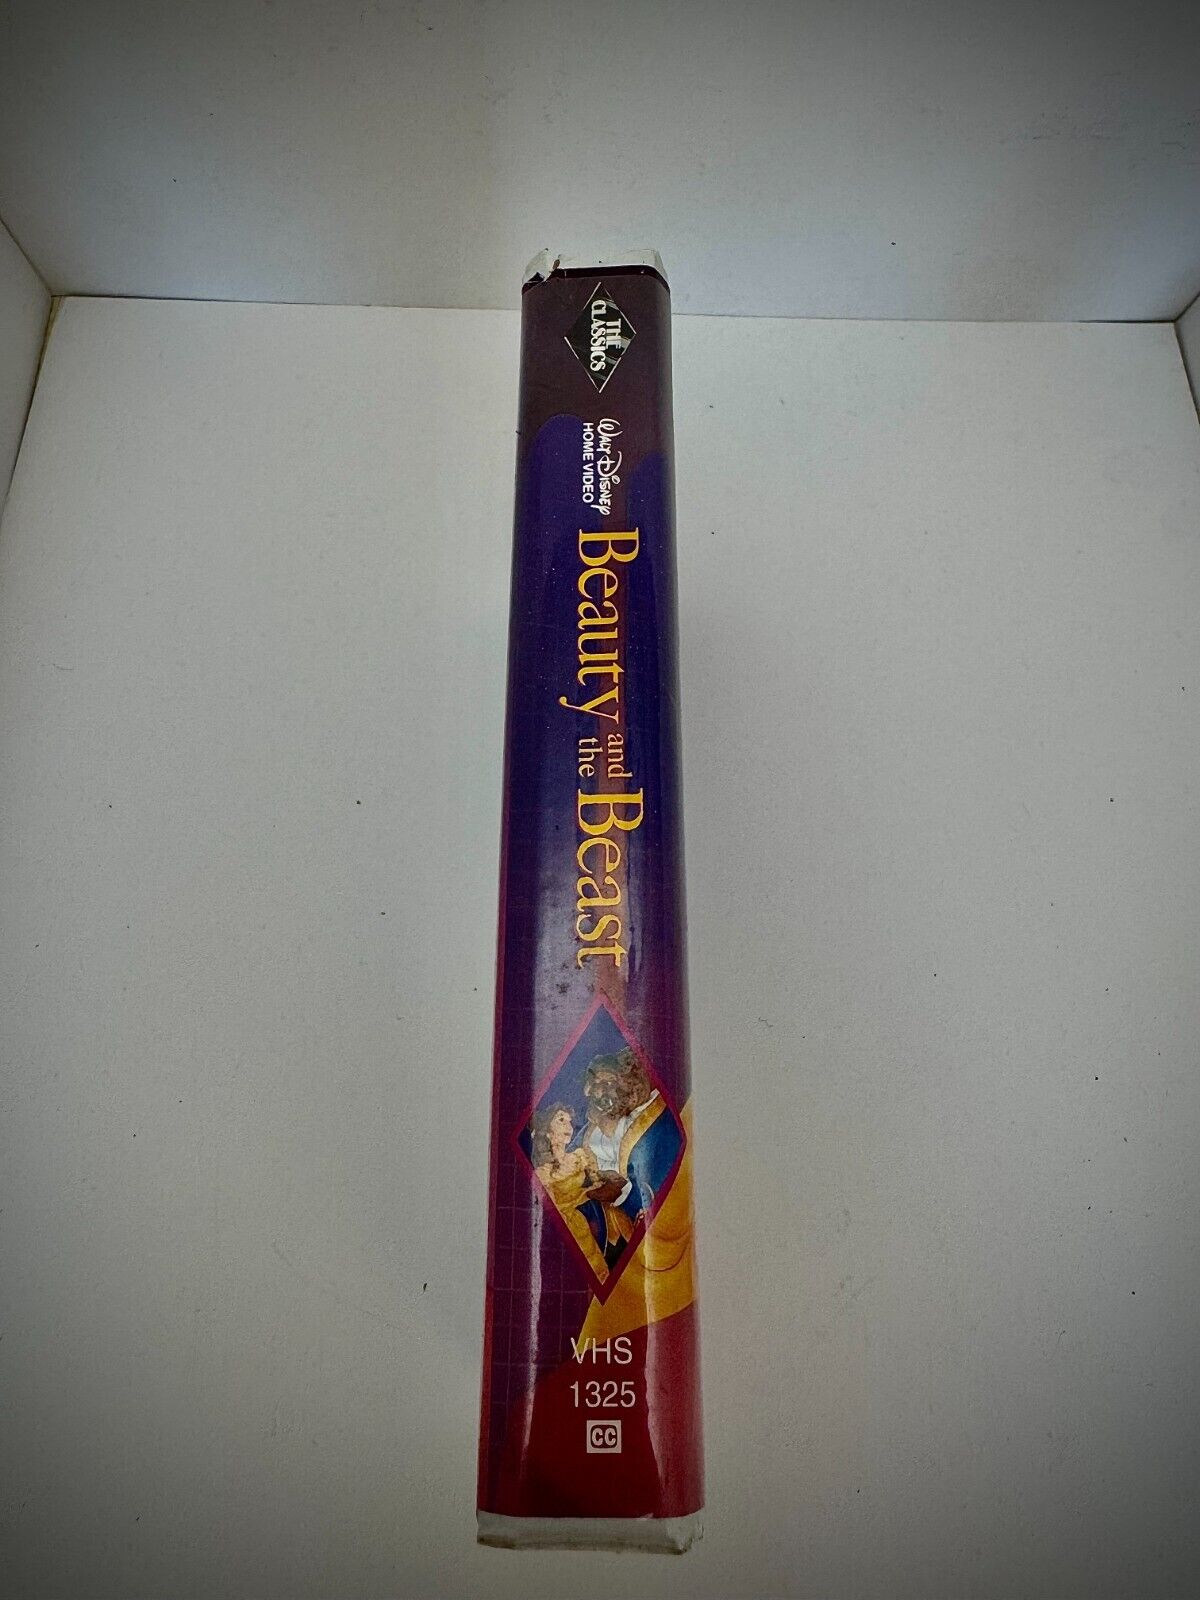 THE
CLASSICS
WALT DISNEY
HOME VIDEO
Beauty and the Beast
VHS
1325
CC